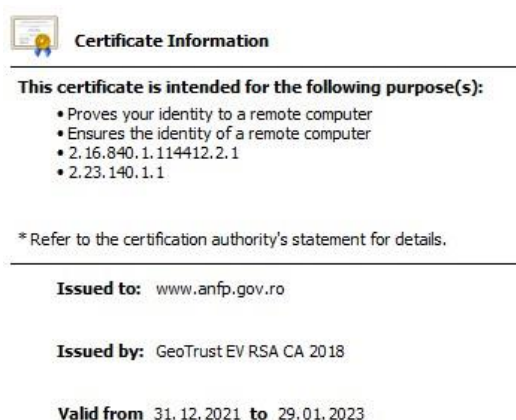 Certificate Information
This certificate is intended for the following purpose(s):
• Proves your identity to a remote computer
• Ensures the identity of a remote computer
• 2.16.840.1.114412.2.1
• 2.23.140.1.1
* Refer to the certification authority's statement for details.
Issued to: www.anfp.gov.ro
Issued by: GeoTrust EV RSA CA 2018
Valid from 31.12.2021 to 29.01.2023